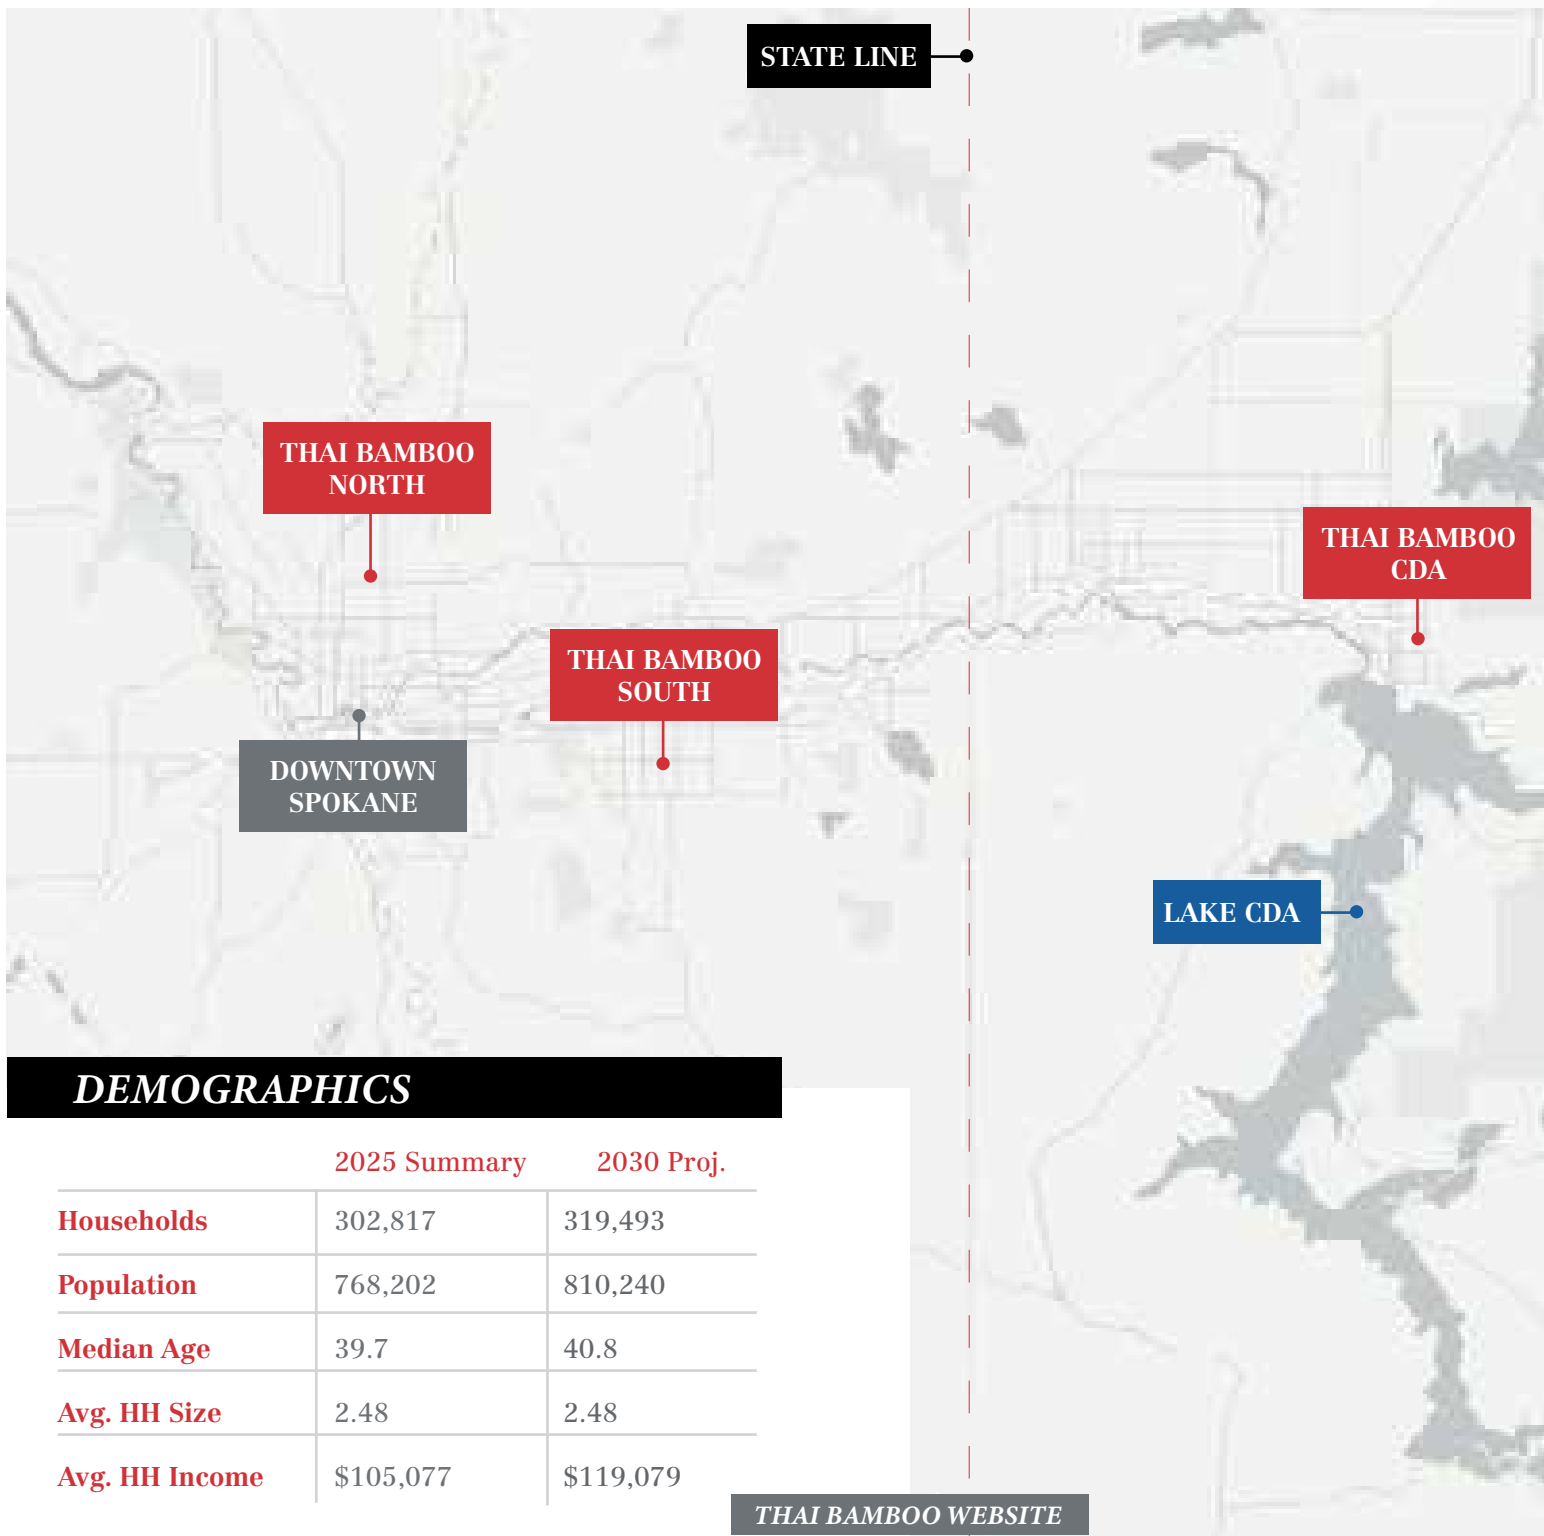 STATE LINE
THAI BAMBOO
NORTH
THAI BAMBOO
CDA
THAI BAMBOO
SOUTH
DOWNTOWN
SPOKANE
LAKE CDA
DEMOGRAPHICS
2025 Summary 2030 Proj.
Households 302,817 319,493
Population 768,202 810,240
Median Age 39.7 40.8
Avg. HH Size 2.48 2.48
Avg. HH Income $105,077 $119,079
THAI BAMBOO WEBSITE